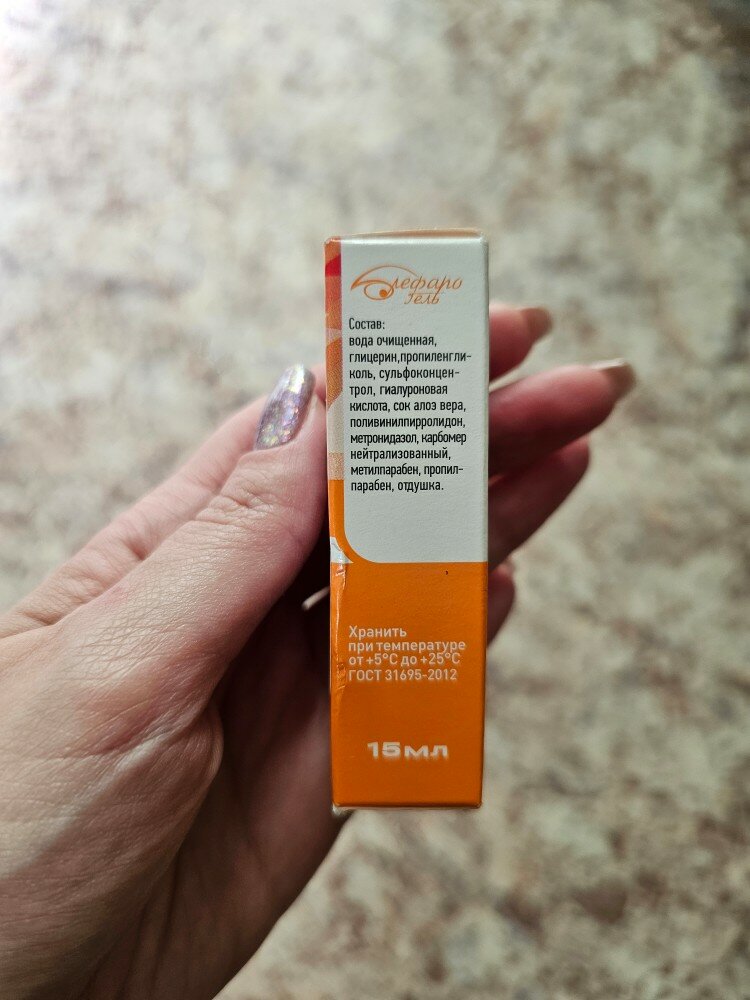 Блефаро
Гель
Состав:
вода очищенная,
глицерин,пропиленгли-
коль, сульфоконцен-
трол, гиалуроновая
кислота, сок алоэ вера,
поливинилпирролидон,
метронидазол, карбомер
нейтрализованный,
метилпарабен, пропил-
парабен, отдушка.
Хранить
при температуре
от +5°С до +25°С
ГОСТ 31695-2012
15мл